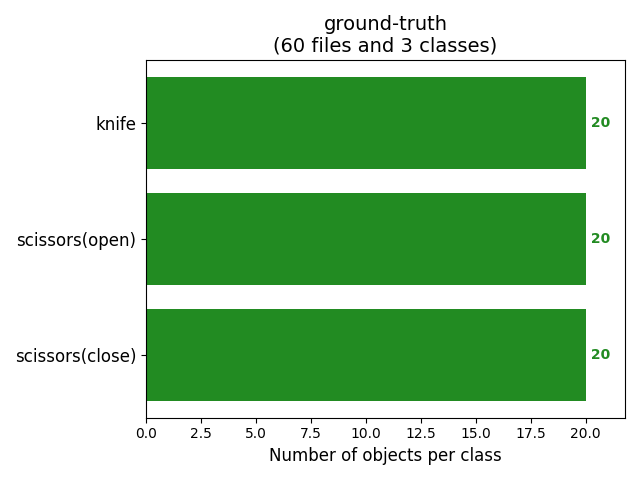 ground-truth
(60 files and 3 classes)
knife
20
scissors(open)
20
scissors(close)
20
0.0 2.5 5.0 7.5 10.0 12.5 15.0 17.5 20.0
Number of objects per class